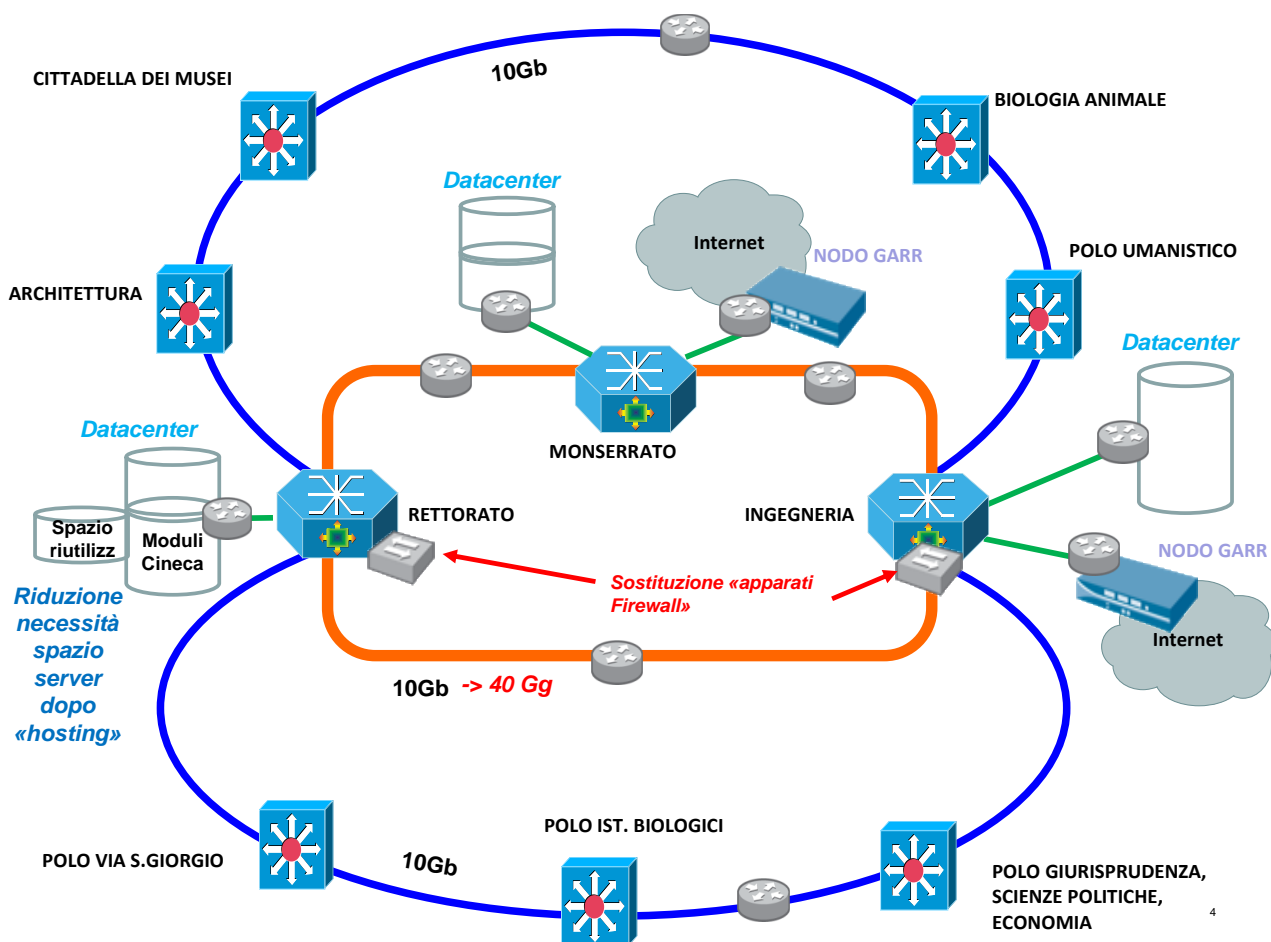 10Gb
CITTADELLA DEI MUSEI
BIOLOGIA ANIMALE
Datacenter
Internet
NODO GARR
POLO UMANISTICO
ARCHITETTURA
Datacenter
Datacenter
MONSERRATO
Spazio
riutilizz
Moduli
Cineca
RETTORATO
INGEGNERIA
NODO GARR
Sostituzione «apparati
Firewall»
Internet
Riduzione
necessità
spazio
server
dopo
«hosting»
10Gb -> 40 Gg
POLO IST. BIOLOGICI
POLO VIA S.GIORGIO
10Gb
POLO GIURISPRUDENZA,
SCIENZE POLITICHE,
ECONOMIA
4